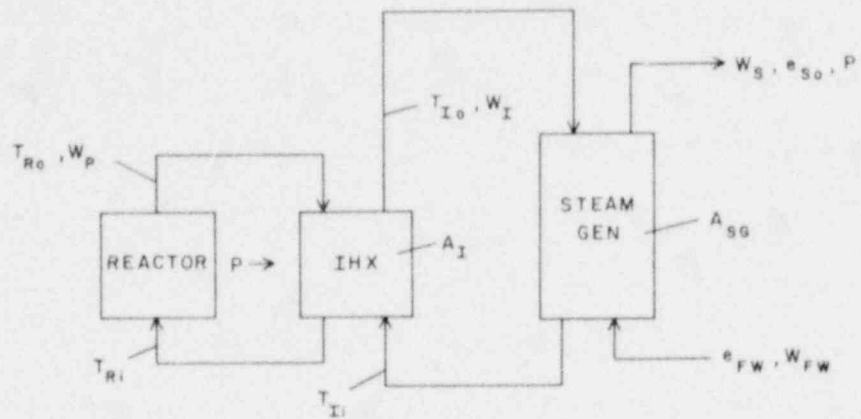 W_S, e_So, P
T_Io, W_I
T_Ro, W_P
STEAM
GEN
A_SG
REACTOR
P →
IHX
A_I
T_Ri
T_Ii
e_FW, W_FW